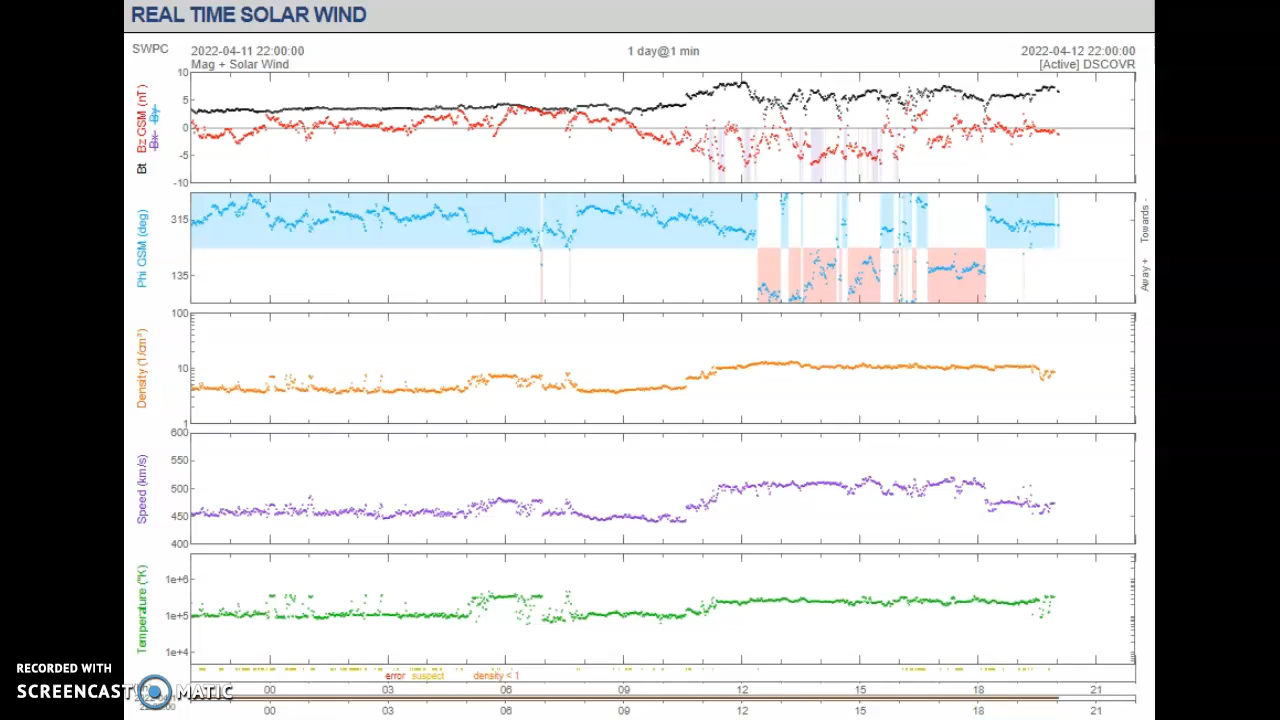 REAL TIME SOLAR WIND
SWPC 2022-04-11 22:00:00 1 day@1 min 2022-04-12 22:00:00
Mag + Solar Wind [Active] DSCOVR
Bt Bz GSM (nT)
Bx By
10
5
0
-5
-10
Phi GSM (deg)
315
135
Towards -
Away +
Density (1/cm³)
100
10
1
Speed (km/s)
600
550
500
450
400
Temperature (°K)
1e+6
1e+5
1e+4
error suspect density < 1
00 03 06 09 12 15 18 21
00 03 06 09 12 15 18 21
RECORDED WITH
SCREENCAST MATIC